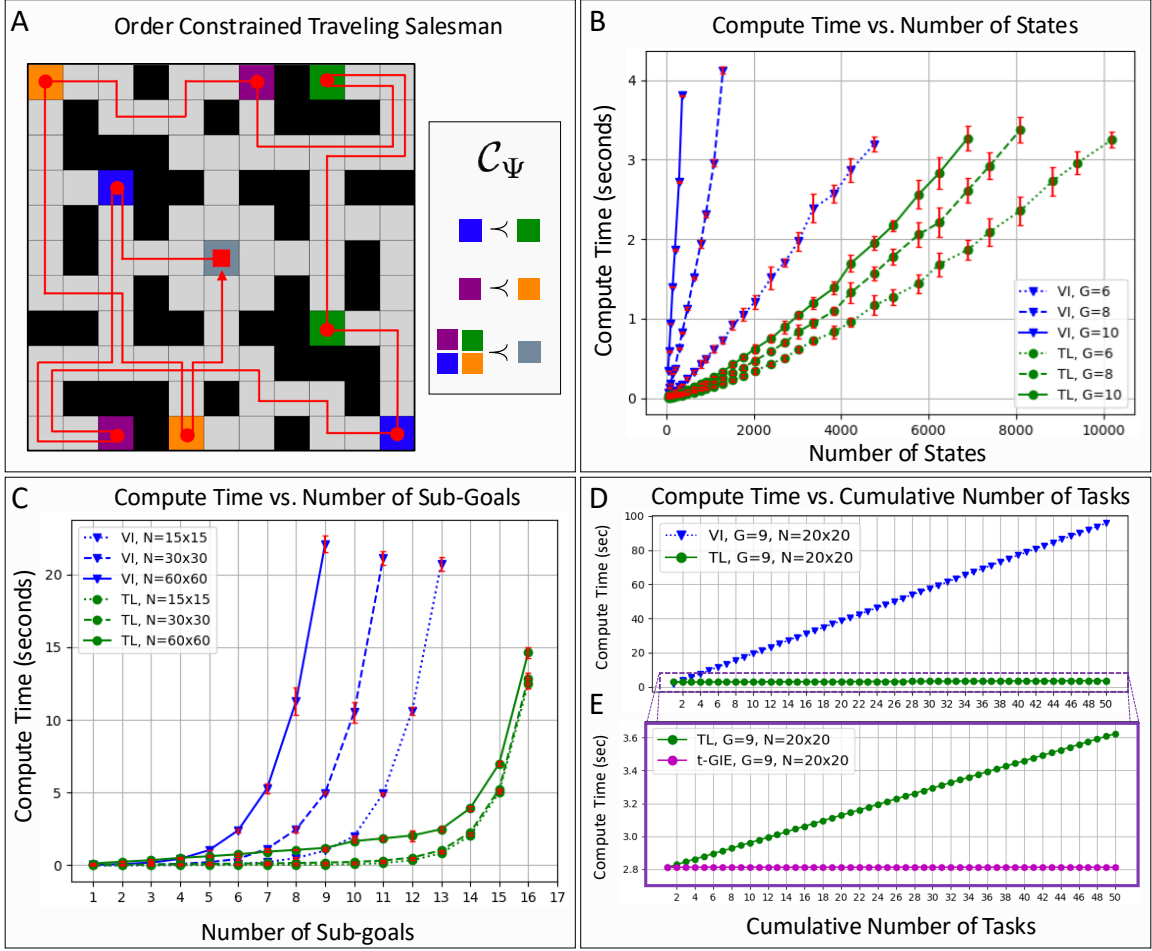 A
Order Constrained Traveling Salesman
𝒞Ψ
≺
≺
≺
B
Compute Time vs. Number of States
Compute Time (seconds)
4
3
2
1
0
VI, G=6
VI, G=8
VI, G=10
TL, G=6
TL, G=8
TL, G=10
0 2000 4000 6000 8000 10000
Number of States
C
Compute Time vs. Number of Sub-Goals
Compute Time (seconds)
VI, N=15x15
VI, N=30x30
VI, N=60x60
TL, N=15x15
TL, N=30x30
TL, N=60x60
20
15
10
5
0
1 2 3 4 5 6 7 8 9 10 11 12 13 14 15 16 17
Number of Sub-goals
D
Compute Time vs. Cumulative Number of Tasks
Compute Time (sec)
VI, G=9, N=20x20
TL, G=9, N=20x20
100
80
60
40
20
0
2 4 6 8 10 12 14 16 18 20 22 24 26 28 30 32 34 36 38 40 42 44 46 48 50
E
Compute Time (sec)
TL, G=9, N=20x20
t-GIE, G=9, N=20x20
3.6
3.4
3.2
3.0
2.8
2 4 6 8 10 12 14 16 18 20 22 24 26 28 30 32 34 36 38 40 42 44 46 48 50
Cumulative Number of Tasks